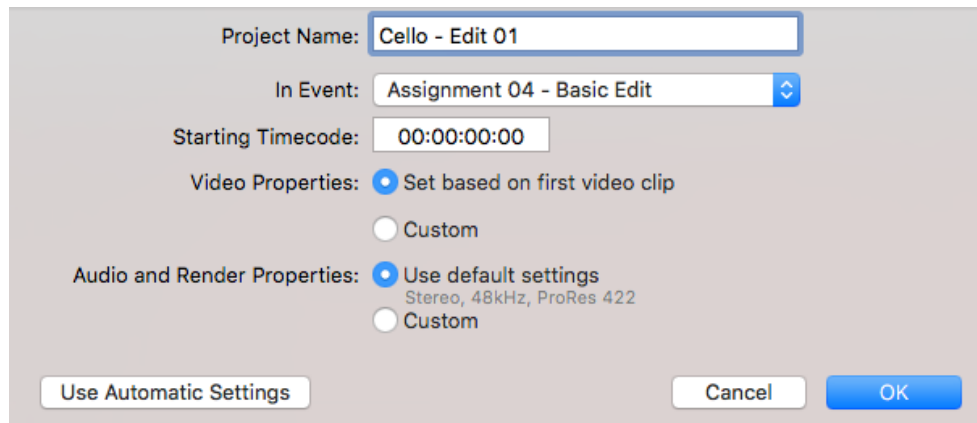 Project Name: Cello - Edit 01
In Event: Assignment 04 - Basic Edit
Starting Timecode: 00:00:00:00
Video Properties: Set based on first video clip
Custom
Audio and Render Properties: Use default settings
Stereo, 48kHz, ProRes 422
Custom
Use Automatic Settings Cancel OK